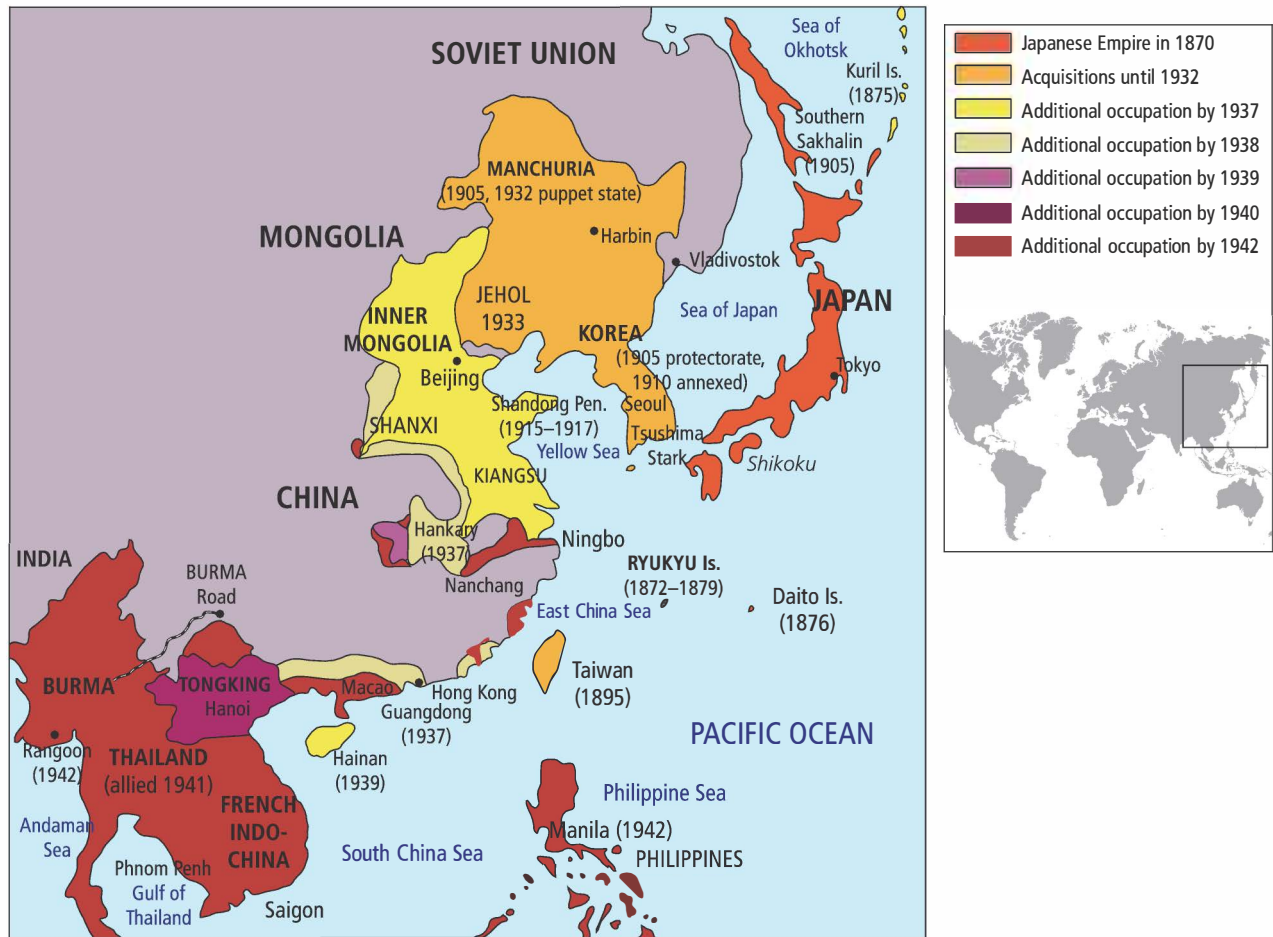 SOVIET UNION
Sea of
Okhotsk
Kuril Is.
(1875)
Southern
Sakhalin
(1905)
MANCHURIA
(1905, 1932 puppet state)
Harbin
MONGOLIA
Vladivostok
JEHOL
1933
JAPAN
Sea of Japan
INNER
MONGOLIA
KOREA
(1905 protectorate,
1910 annexed)
Tokyo
Beijing
Seoul
Shandong Pen.
(1915–1917)
SHANXI
Tsushima
Stark
Yellow Sea
Shikoku
KIANGSU
CHINA
Hankary
(1937)
Ningbo
INDIA
BURMA
Road
Nanchang
RYUKYU Is.
(1872–1879)
Daito Is.
(1876)
East China Sea
Taiwan
(1895)
BURMA
TONGKING
Hanoi
Macao
Hong Kong
Guangdong
(1937)
PACIFIC OCEAN
Rangoon
(1942)
THAILAND
(allied 1941)
Hainan
(1939)
FRENCH
INDO-
CHINA
Philippine Sea
Andaman
Sea
Manila (1942)
South China Sea
PHILIPPINES
Phnom Penh
Gulf of
Thailand
Saigon
Japanese Empire in 1870
Acquisitions until 1932
Additional occupation by 1937
Additional occupation by 1938
Additional occupation by 1939
Additional occupation by 1940
Additional occupation by 1942